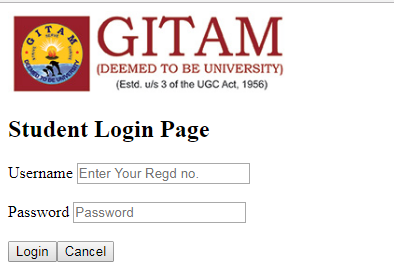 GITAM
GITAM
(DEEMED TO BE UNIVERSITY)
(Estd. u/s 3 of the UGC Act, 1956)
Student Login Page
Username Enter Your Regd no.
Password Password
Login Cancel